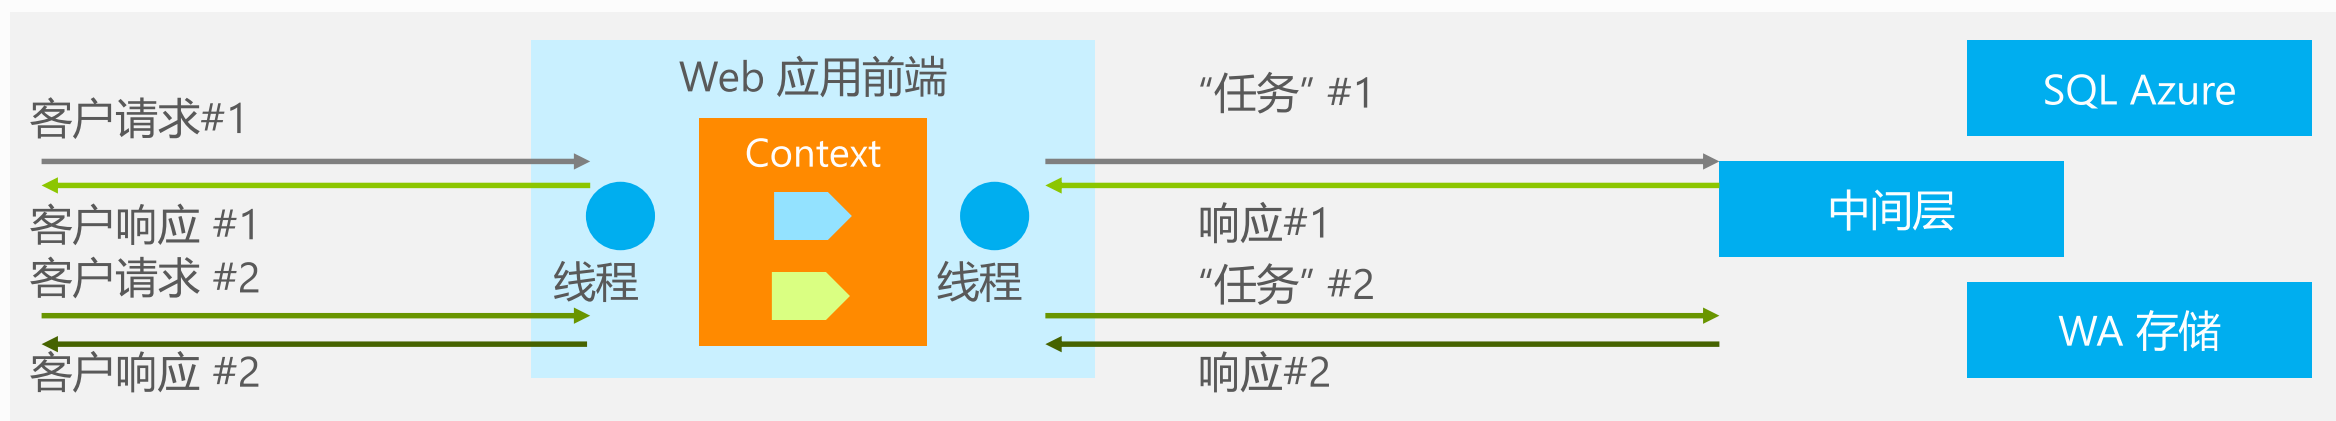 客户请求#1
客户响应 #1
客户请求 #2
客户响应 #2
Web 应用前端
Context
线程
线程
“任务” #1
响应#1
“任务” #2
响应#2
SQL Azure
中间层
WA 存储